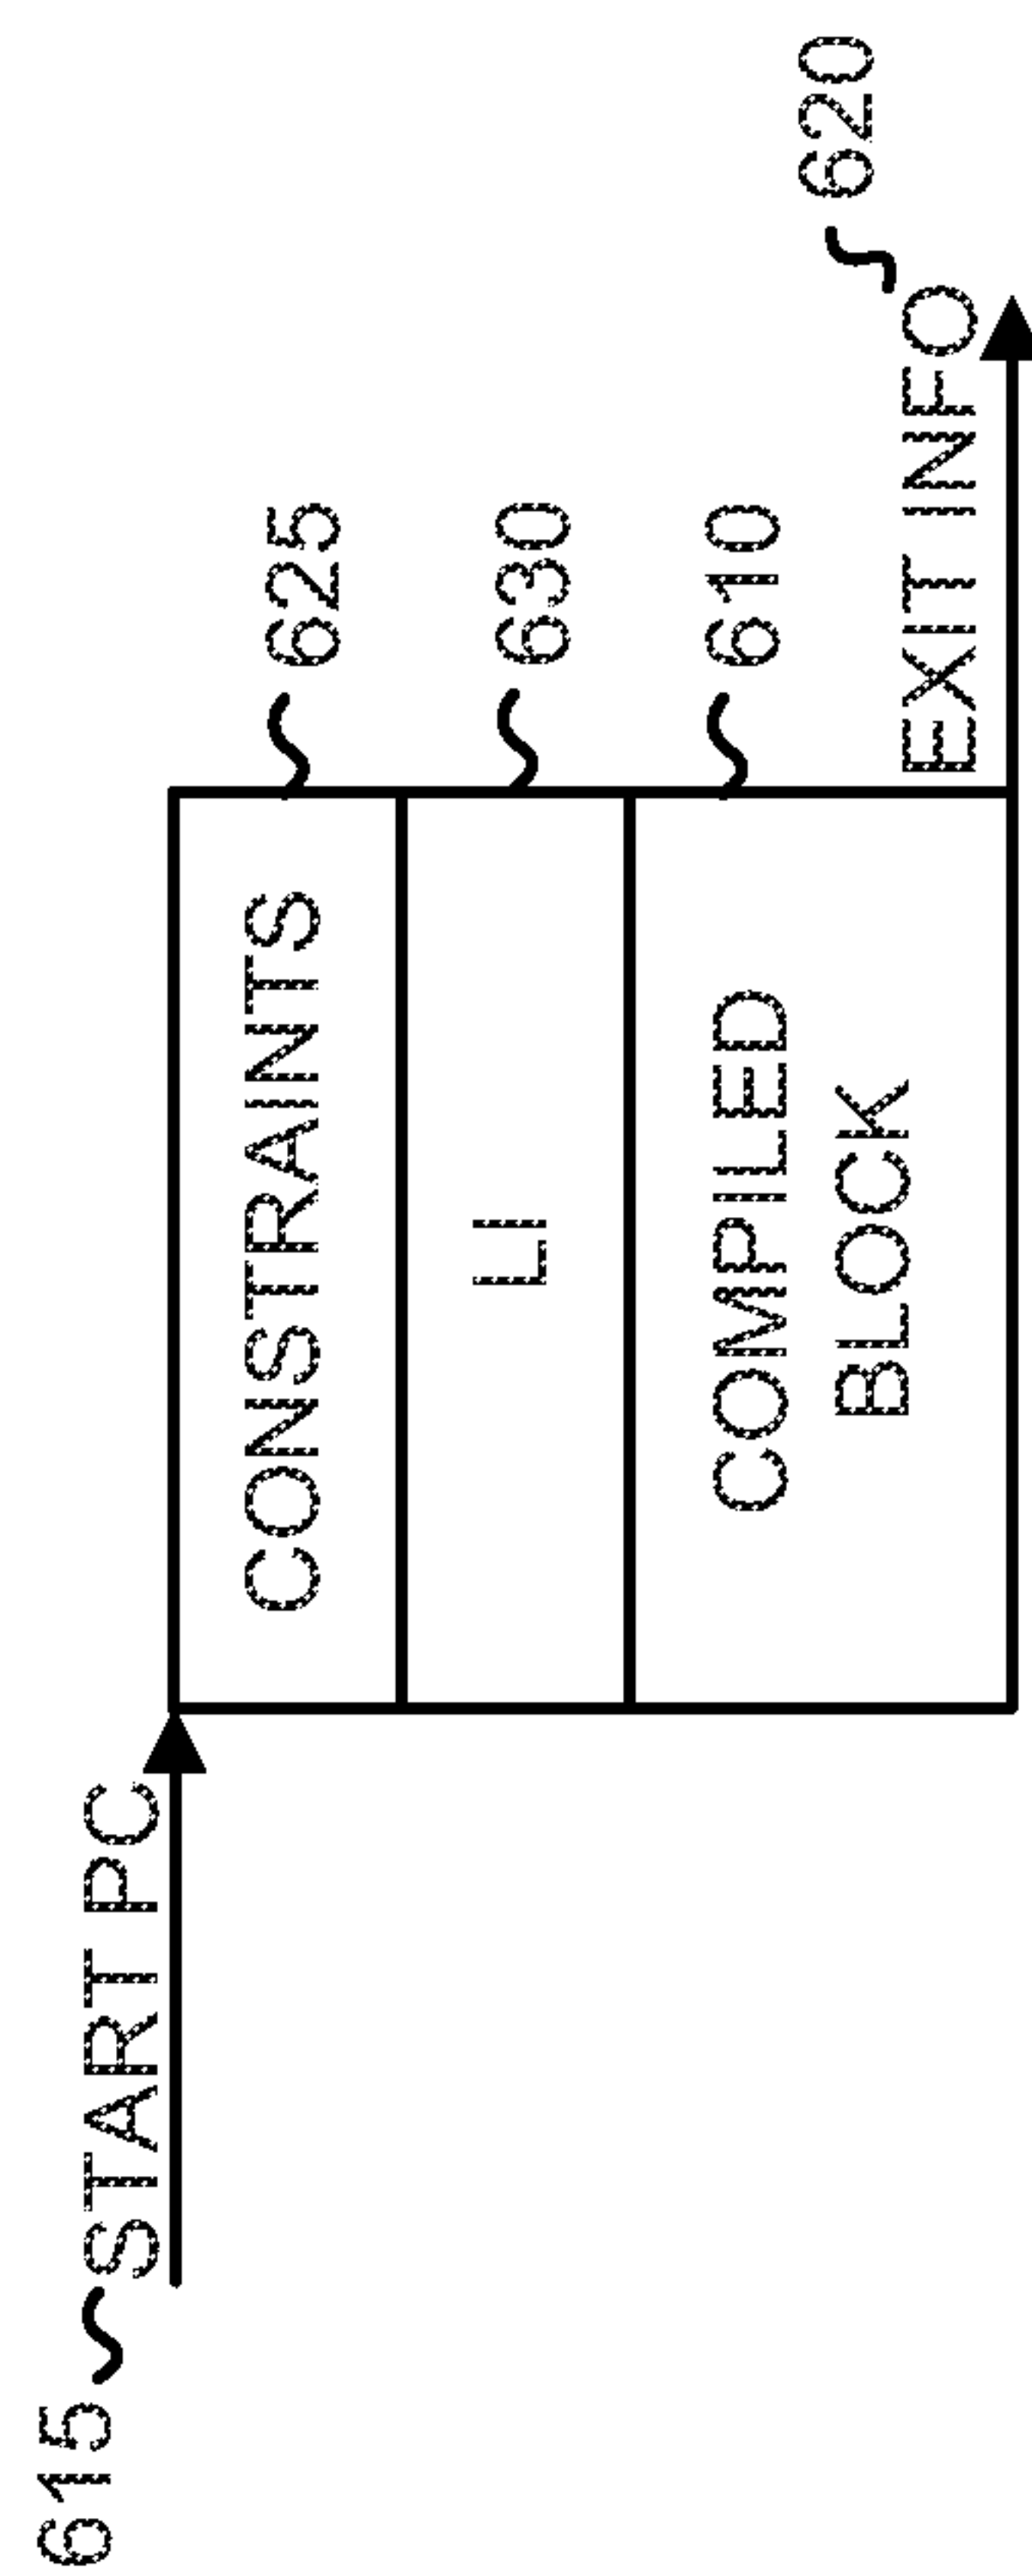 615 START PC
CONSTRAINTS 625
LI 630
COMPILED 610
BLOCK
EXIT INFO 620